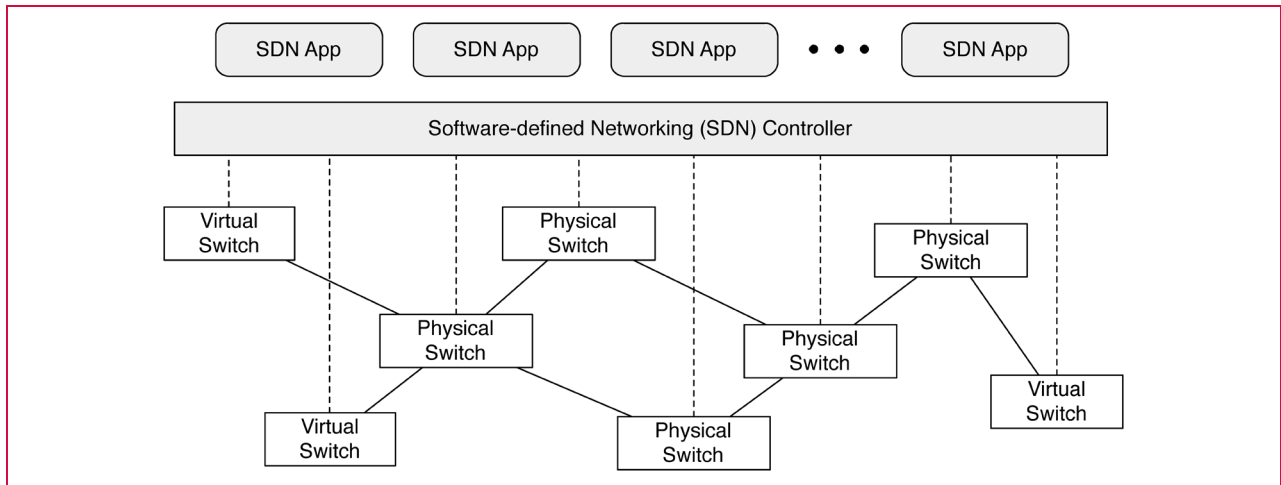 SDN App
SDN App
SDN App
• • •
SDN App
Software-defined Networking (SDN) Controller
Virtual
Switch
Physical
Switch
Physical
Switch
Physical
Switch
Physical
Switch
Virtual
Switch
Virtual
Switch
Physical
Switch